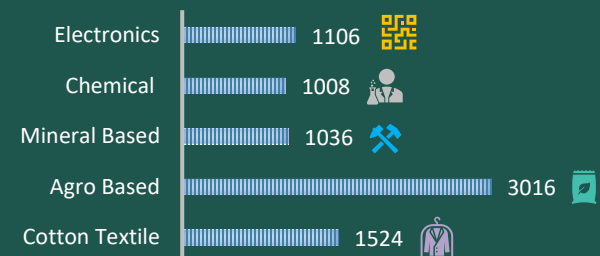 Electronics 1106
Chemical 1008
Mineral Based 1036
Agro Based 3016
Cotton Textile 1524